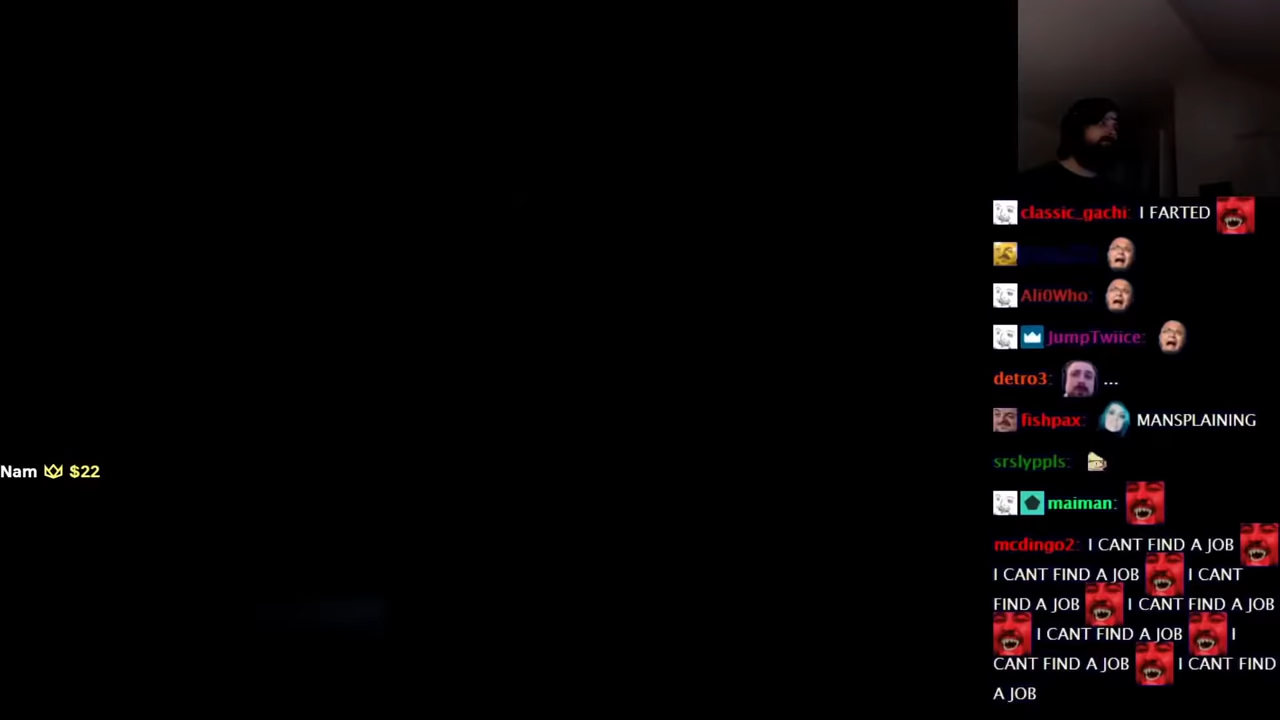 classic_gachi: I FARTED
Ali0Who:
JumpTwiice:
detro3: ...
fishpax: MANSPLAINING
srslyppls:
Nam $22
maiman:
mcdingo2: I CANT FIND A JOB
I CANT FIND A JOB I CANT
FIND A JOB I CANT FIND A JOB
I CANT FIND A JOB I
CANT FIND A JOB I CANT FIND
A JOB